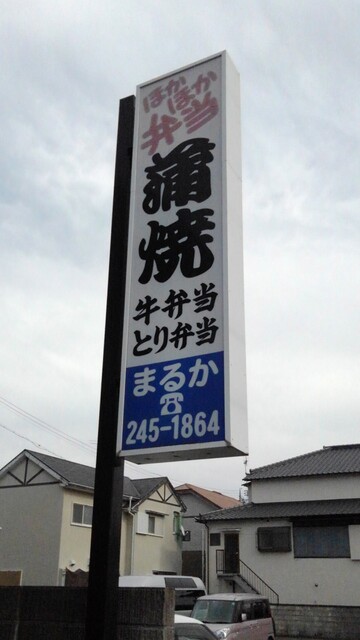 ほかほか
弁当
蒲焼
牛弁当
とり弁当
まるか
☎
245-1864